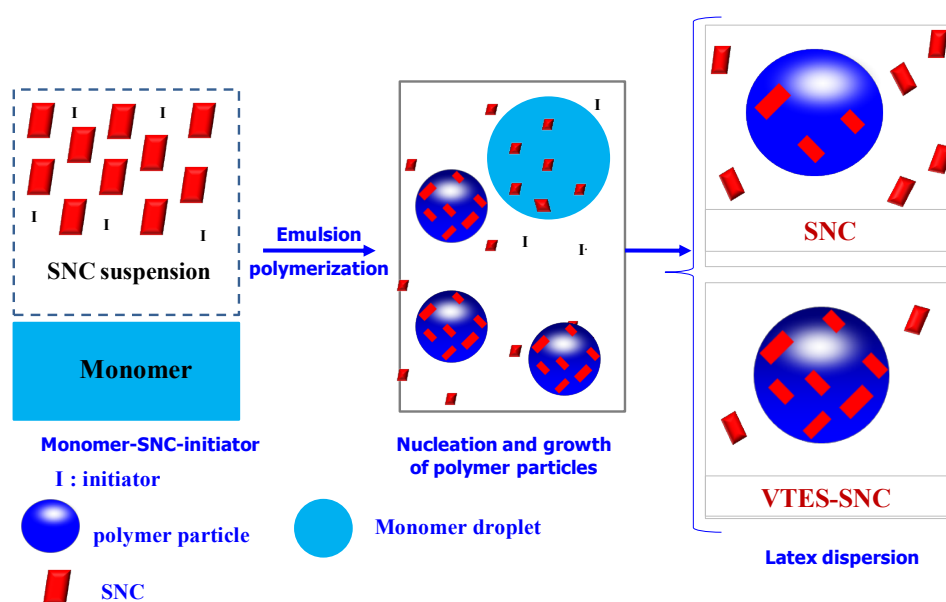 I
I
SNC suspension
I
I
I
Monomer
Monomer-SNC-initiator
Emulsion
polymerization
I
I
I·
Nucleation and growth
of polymer particles
SNC
VTES-SNC
Latex dispersion
I : initiator
polymer particle
Monomer droplet
SNC